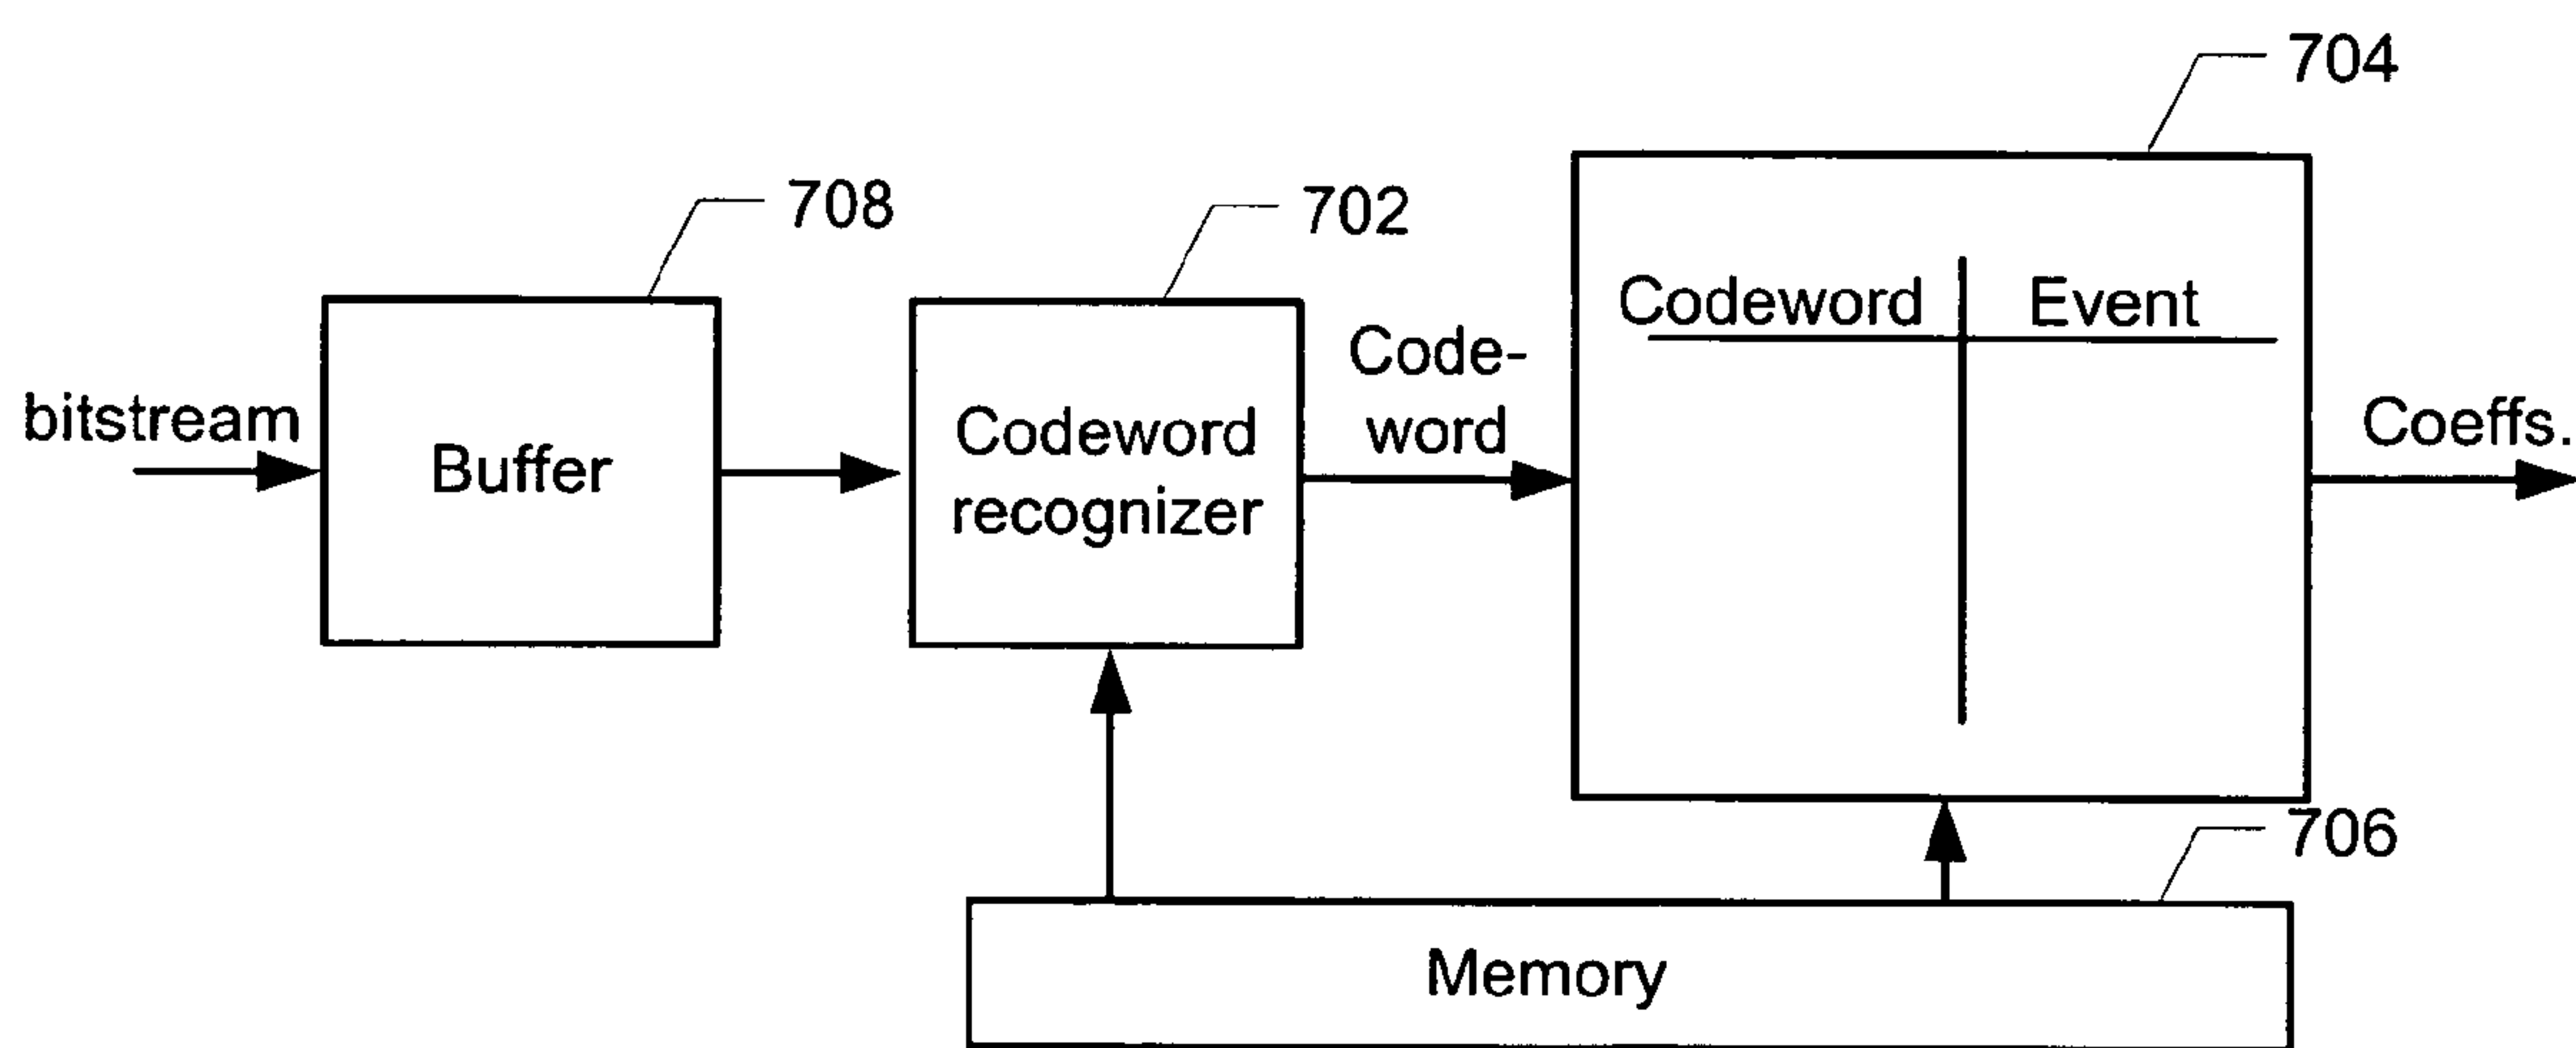 704
708
702
Codeword Event
bitstream
Buffer
Codeword
recognizer
Code-
word
Coeffs.
706
Memory